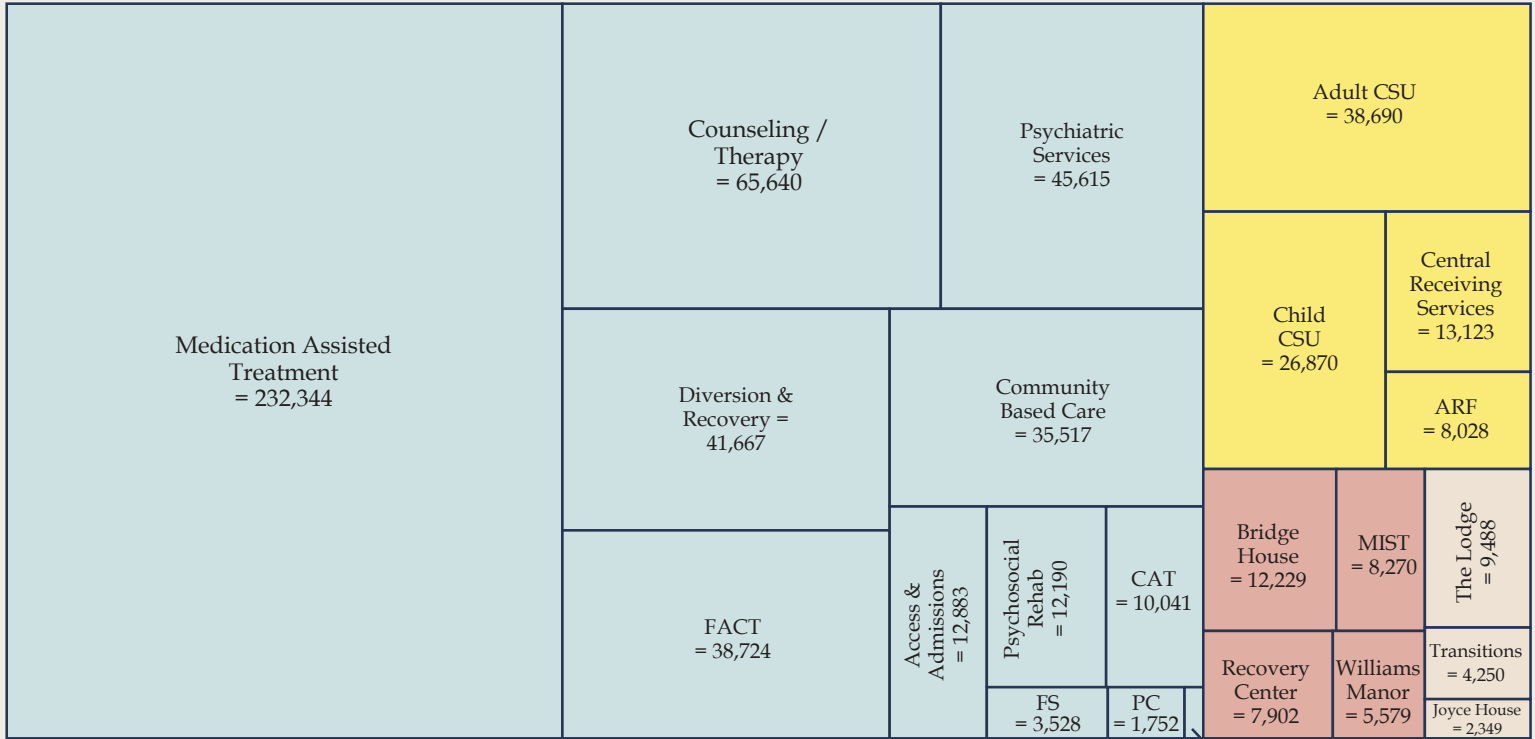 Medication Assisted
Treatment
= 232,344
Counseling /
Therapy
= 65,640
Psychiatric
Services
= 45,615
Diversion &
Recovery =
41,667
Community
Based Care
= 35,517
FACT
= 38,724
Access &
Admissions
= 12,883
Psychosocial
Rehab
= 12,190
CAT
= 10,041
FS
= 3,528
PC
= 1,752
Adult CSU
= 38,690
Child
CSU
= 26,870
Central
Receiving
Services
= 13,123
ARF
= 8,028
Bridge
House
= 12,229
MIST
= 8,270
The Lodge
= 9,488
Recovery
Center
= 7,902
Williams
Manor
= 5,579
Transitions
= 4,250
Joyce House
= 2,349